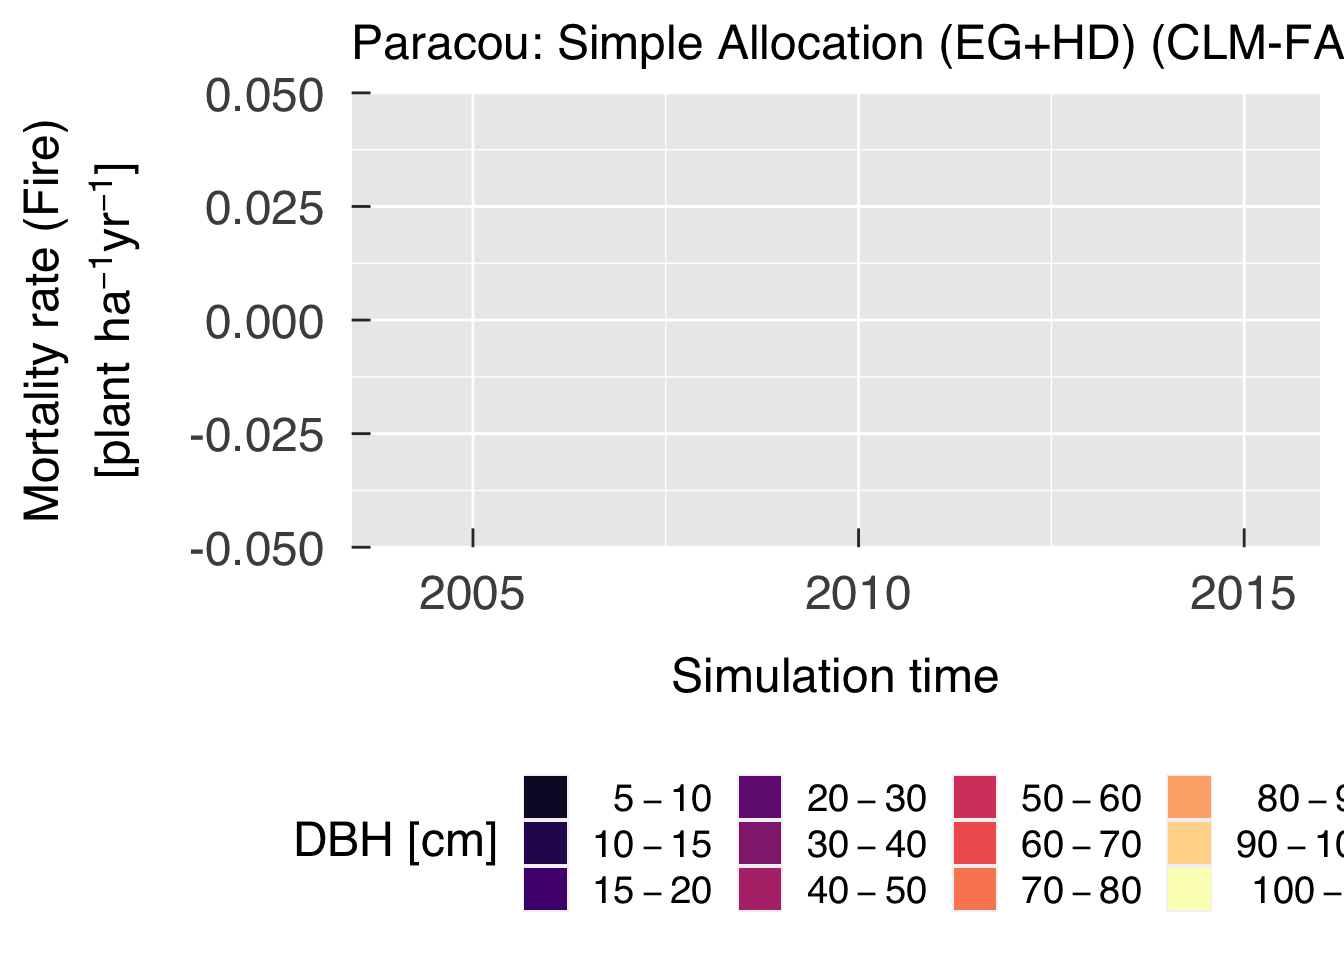 Paracou: Simple Allocation (EG+HD) (CLM-FA
Mortality rate (Fire)
[plant ha⁻¹yr⁻¹]
0.050
0.025
0.000
-0.025
-0.050
2005 2010 2015
Simulation time
DBH [cm]
5 – 10 20 – 30 50 – 60 80 – 9
10 – 15 30 – 40 60 – 70 90 – 10
15 – 20 40 – 50 70 – 80 100 –